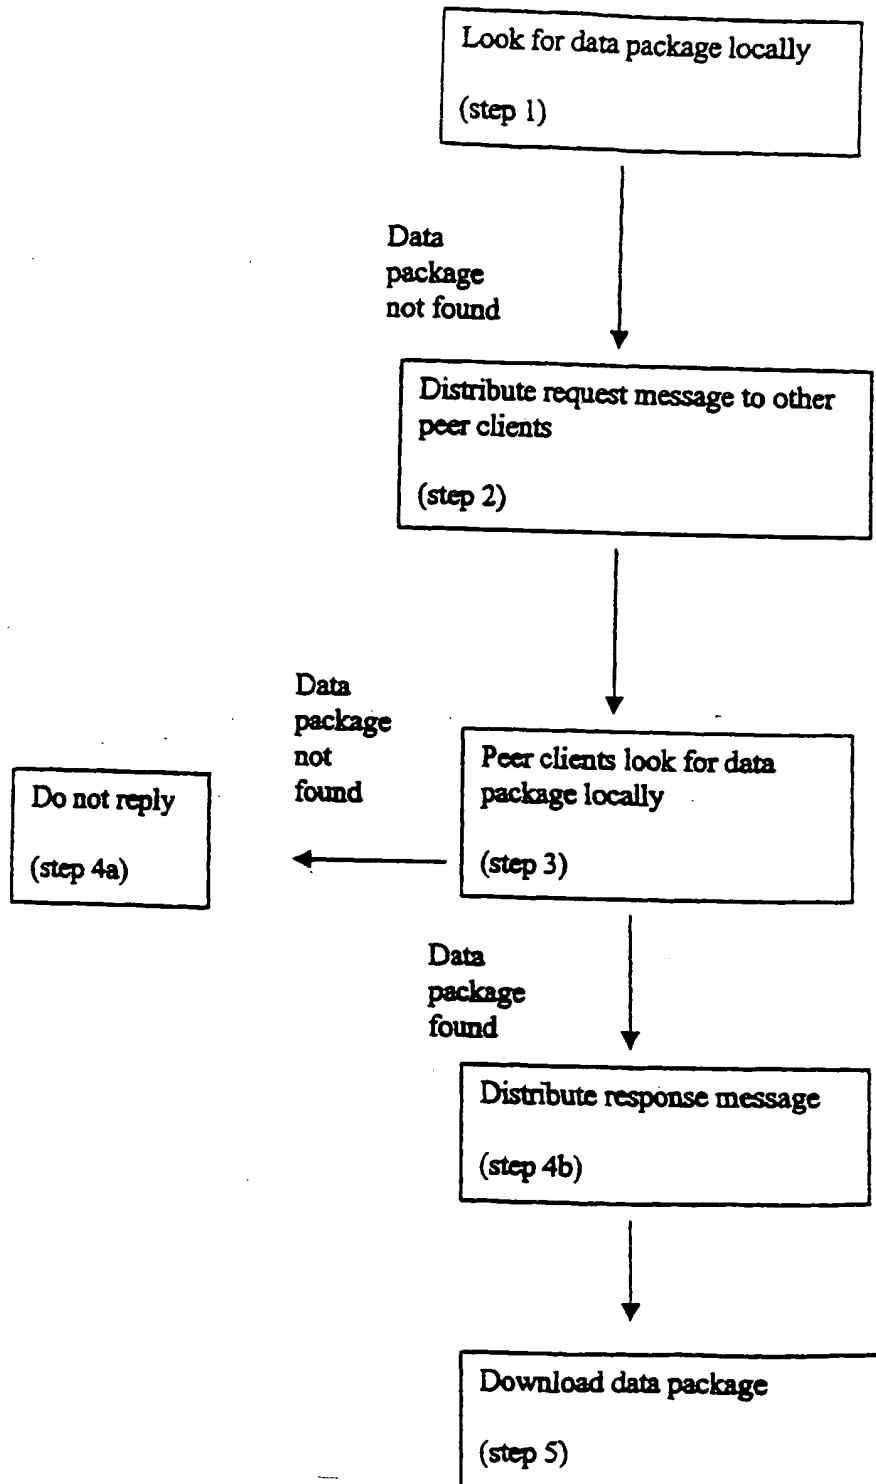 Look for data package locally
(step 1)
Data
package
not found
Distribute request message to other
peer clients
(step 2)
Data
package
not
found
Peer clients look for data
package locally
(step 3)
Do not reply
(step 4a)
Data
package
found
Distribute response message
(step 4b)
Download data package
(step 5)